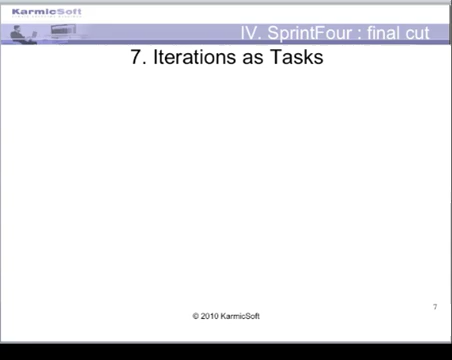 KarmicSoft
IV. SprintFour : final cut
7. Iterations as Tasks
7
© 2010 KarmicSoft